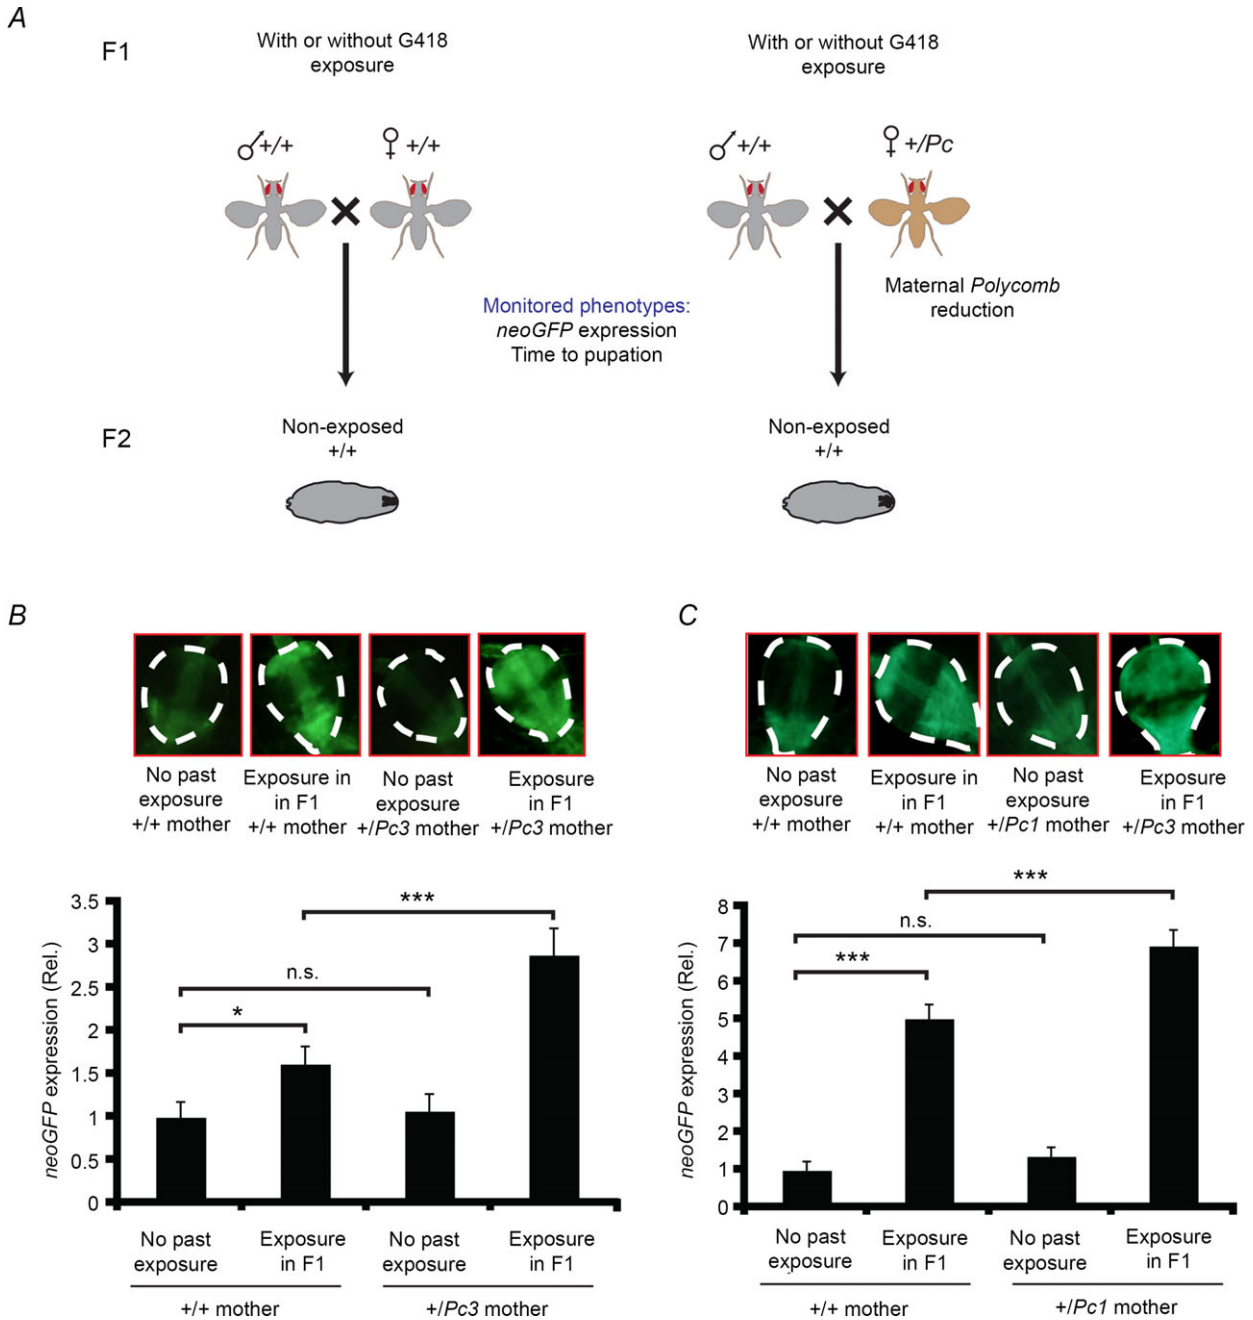 A
F1
With or without G418
exposure
With or without G418
exposure
♂+/+
♀ +/+
♂+/+
♀ +/Pc
Maternal Polycomb
reduction
Monitored phenotypes:
neoGFP expression
Time to pupation
F2
Non-exposed
+/+
Non-exposed
+/+
B
No past
exposure
+/+ mother
Exposure in
in F1
+/+ mother
No past
exposure
+/Pc3 mother
Exposure
in F1
+/Pc3 mother
neoGFP expression (Rel.)
3.5
3
2.5
2
1.5
1
0.5
0
*
n.s.
***
No past
exposure
Exposure
in F1
No past
exposure
Exposure
in F1
+/+ mother
+/Pc3 mother
C
No past
exposure
+/+ mother
Exposure in
in F1
+/+ mother
No past
exposure
+/Pc1 mother
Exposure
in F1
+/Pc3 mother
neoGFP expression (Rel.)
8
7
6
5
4
3
2
1
0
***
n.s.
***
No past
exposure
Exposure
in F1
No past
exposure
Exposure
in F1
+/+ mother
+/Pc1 mother